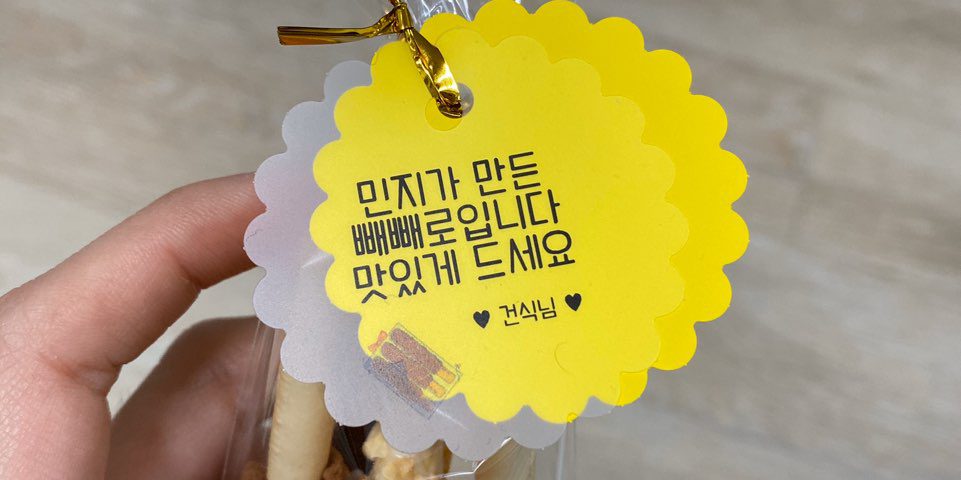 민지가 만든
빼빼로입니다
맛있게 드세요
♥ 건식님 ♥